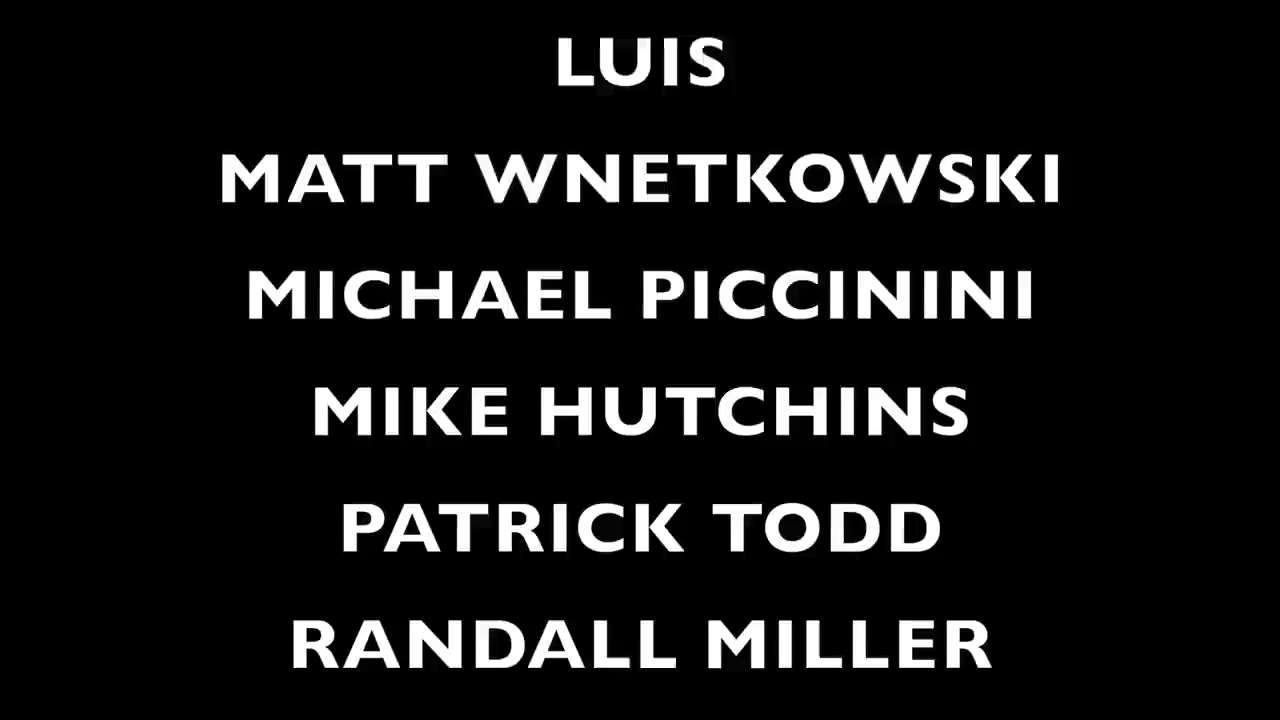 LUIS
MATT WNETKOWSKI
MICHAEL PICCININI
MIKE HUTCHINS
PATRICK TODD
RANDALL MILLER